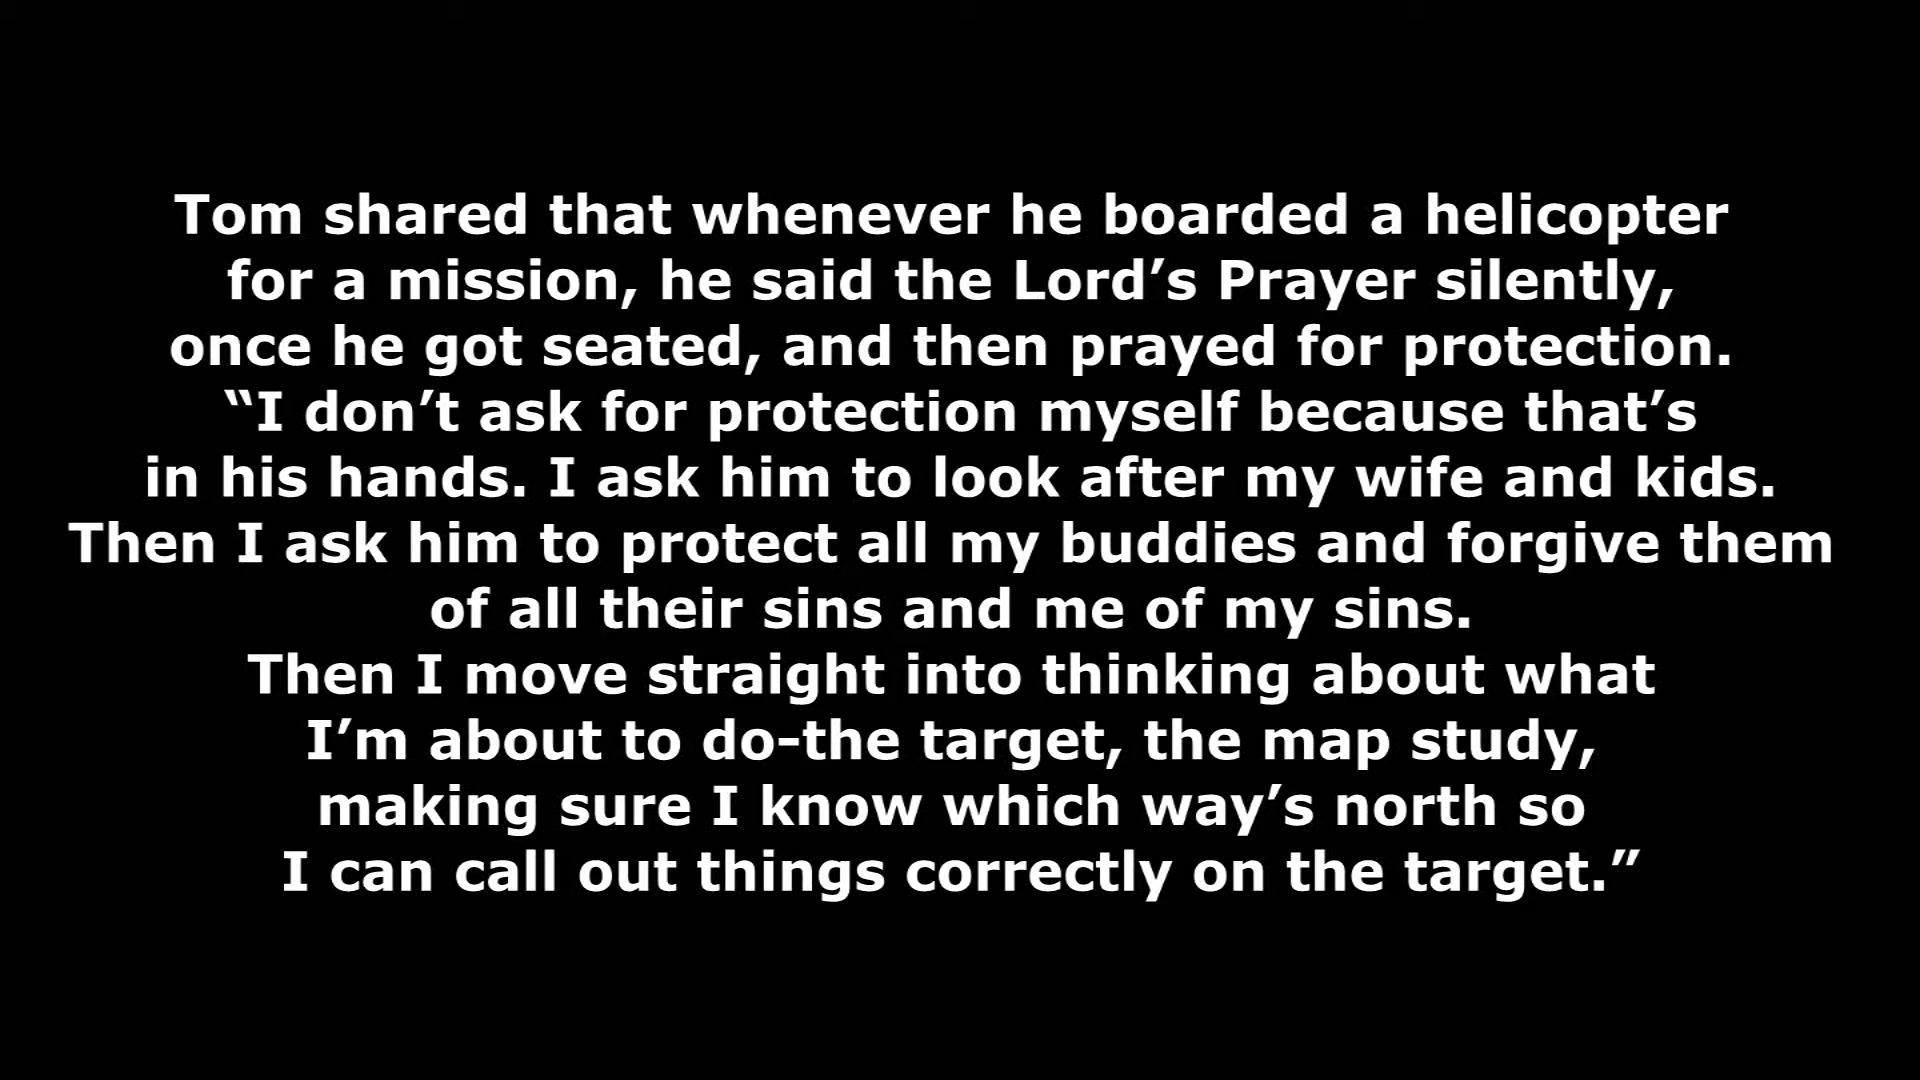 Tom shared that whenever he boarded a helicopter
for a mission, he said the Lord’s Prayer silently,
once he got seated, and then prayed for protection.
“I don’t ask for protection myself because that’s
in his hands. I ask him to look after my wife and kids.
Then I ask him to protect all my buddies and forgive them
of all their sins and me of my sins.
Then I move straight into thinking about what
I’m about to do-the target, the map study,
making sure I know which way’s north so
I can call out things correctly on the target.”